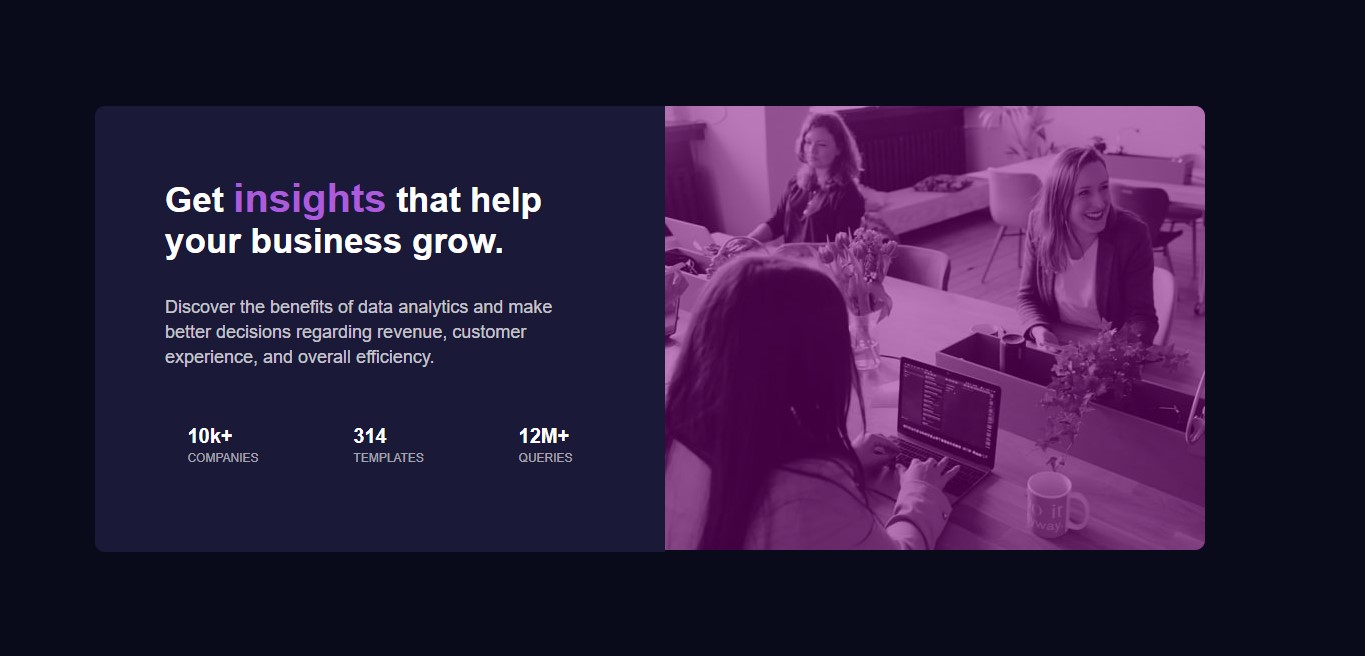 Get insights that help
your business grow.
Discover the benefits of data analytics and make
better decisions regarding revenue, customer
experience, and overall efficiency.
10k+ 314 12M+
COMPANIES TEMPLATES QUERIES